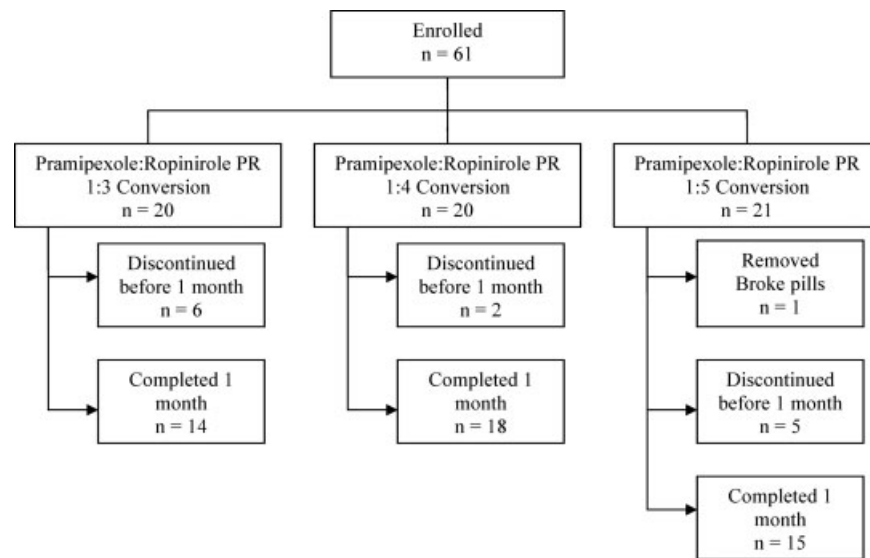 Enrolled
n = 61
Pramipexole:Ropinirole PR
1:3 Conversion
n = 20
Discontinued
before 1 month
n = 6
Completed 1
month
n = 14
Pramipexole:Ropinirole PR
1:4 Conversion
n = 20
Discontinued
before 1 month
n = 2
Completed 1
month
n = 18
Pramipexole:Ropinirole PR
1:5 Conversion
n = 21
Removed
Broke pills
n = 1
Discontinued
before 1 month
n = 5
Completed 1
month
n = 15